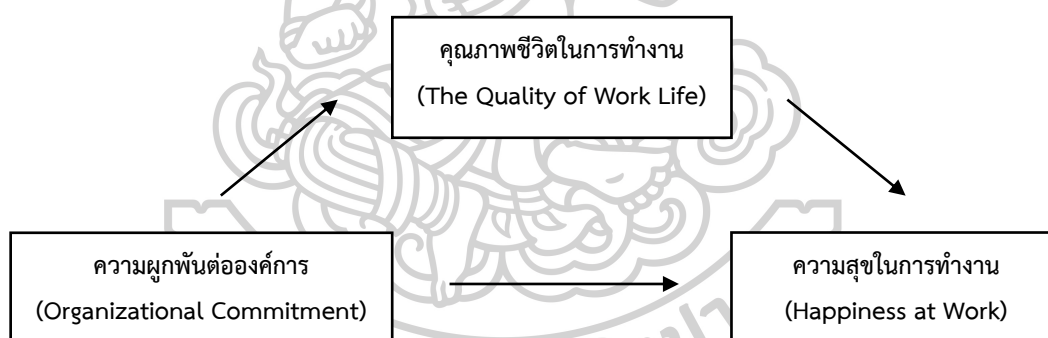 คุณภาพชีวิตในการทำงาน
(The Quality of Work Life)
ความผูกพันต่อองค์การ
(Organizational Commitment)
ความสุขในการทำงาน
(Happiness at Work)